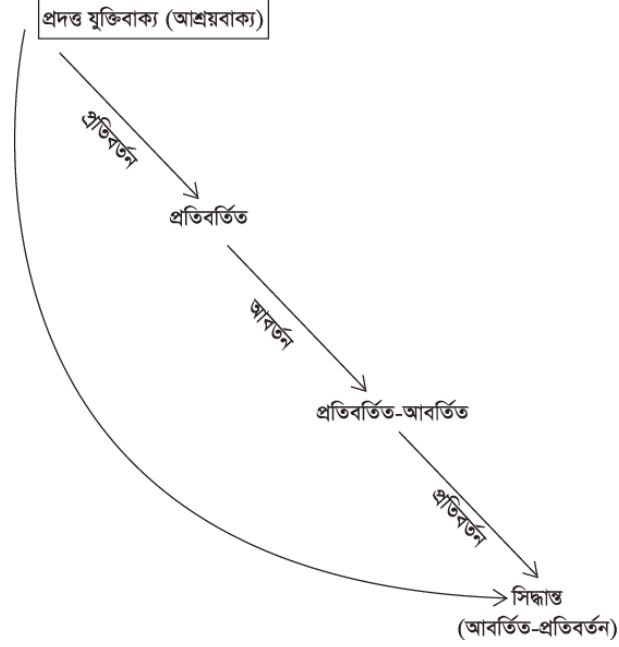 প্রদত্ত যুক্তিবাক্য (আশ্রয়বাক্য)
প্রতিবর্তন
প্রতিবর্তিত
আবর্তন
প্রতিবর্তিত-আবর্তিত
প্রতিবর্তন
সিদ্ধান্ত
(আবর্তিত-প্রতিবর্তন)